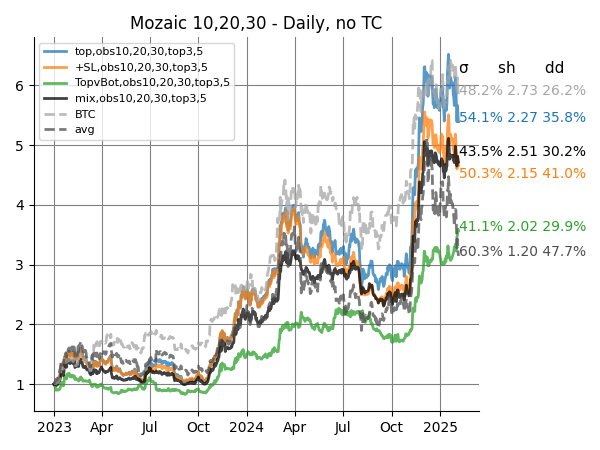 Mozaic 10,20,30 - Daily, no TC
top,obs10,20,30,top3,5
+SL,obs10,20,30,top3,5
TopvBot,obs10,20,30,top3,5
mix,obs10,20,30,top3,5
BTC
avg
σ sh dd
48.2% 2.73 26.2%
54.1% 2.27 35.8%
43.5% 2.51 30.2%
50.3% 2.15 41.0%
41.1% 2.02 29.9%
60.3% 1.20 47.7%
6
5
4
3
2
1
2023 Apr Jul Oct 2024 Apr Jul Oct 2025